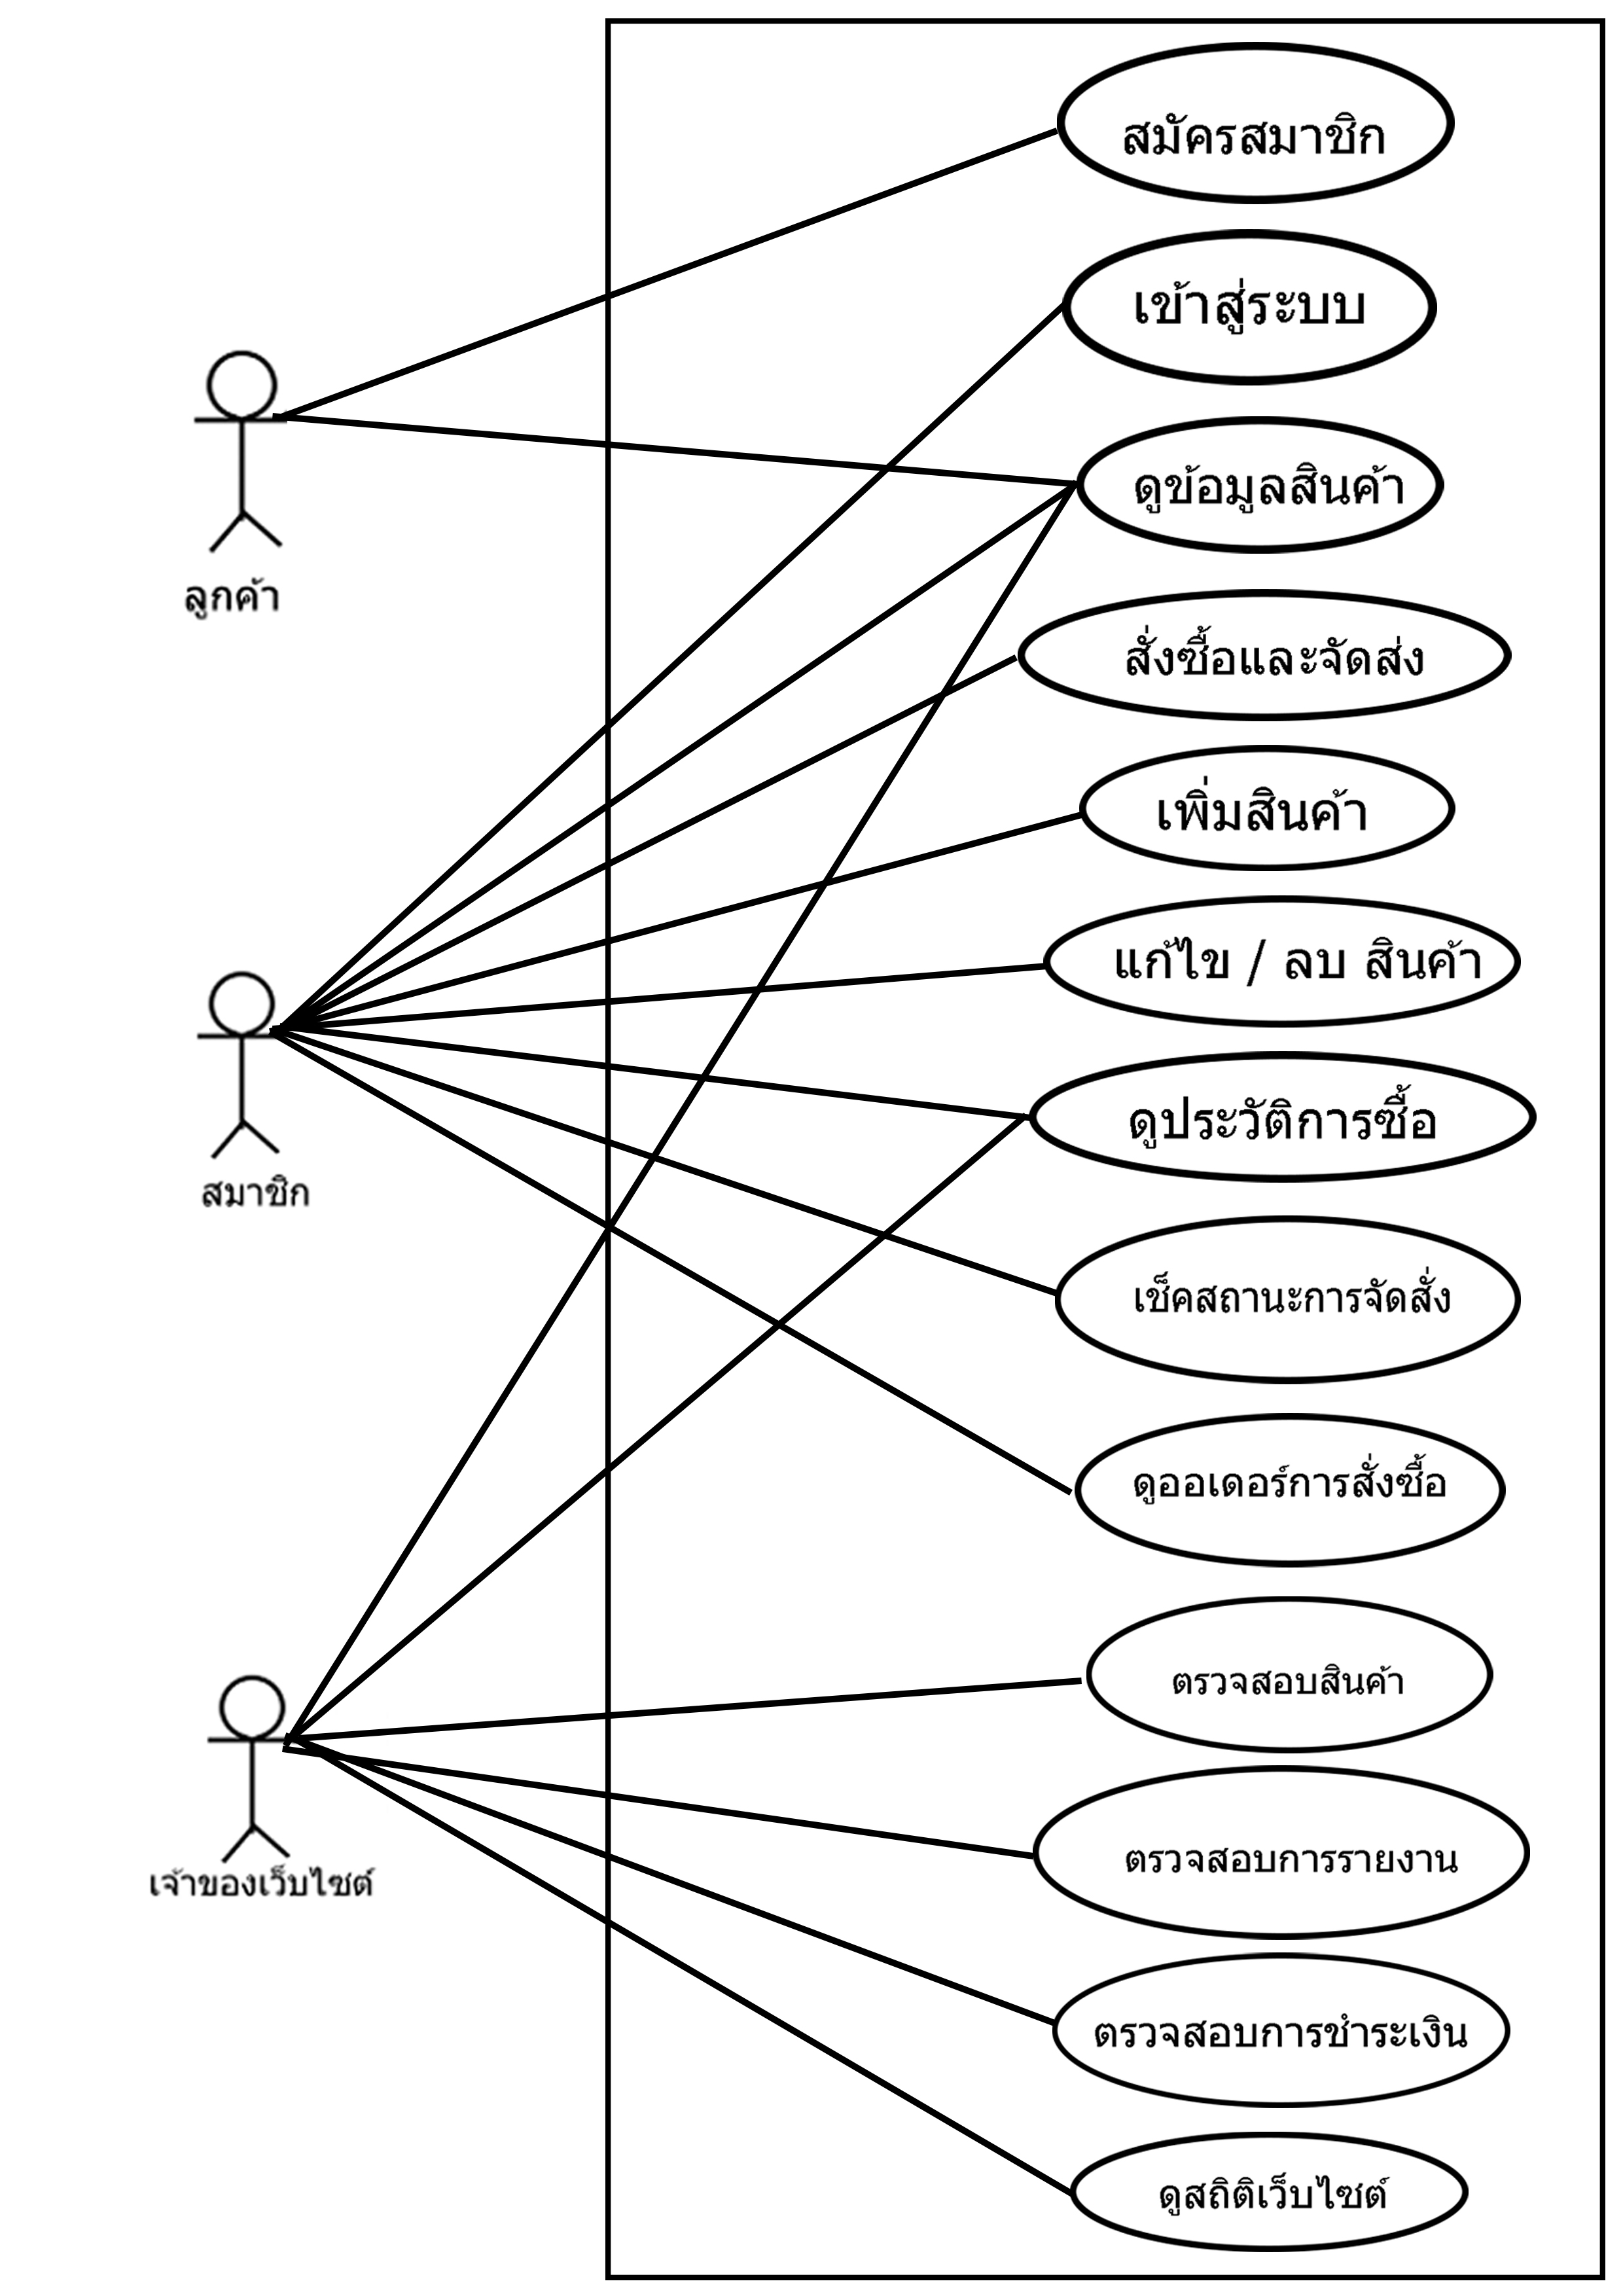 สมัครสมาชิก
เข้าสู่ระบบ
ดูข้อมูลสินค้า
ลูกค้า
สั่งซื้อและจัดส่ง
เพิ่มสินค้า
แก้ไข / ลบ สินค้า
ดูประวัติการซื้อ
สมาชิก
เช็คสถานะการจัดสั่ง
ดูออเดอร์การสั่งซื้อ
ตรวจสอบสินค้า
ตรวจสอบการรายงาน
เจ้าของเว็บไซต์
ตรวจสอบการชำระเงิน
ดูสถิติเว็บไซต์